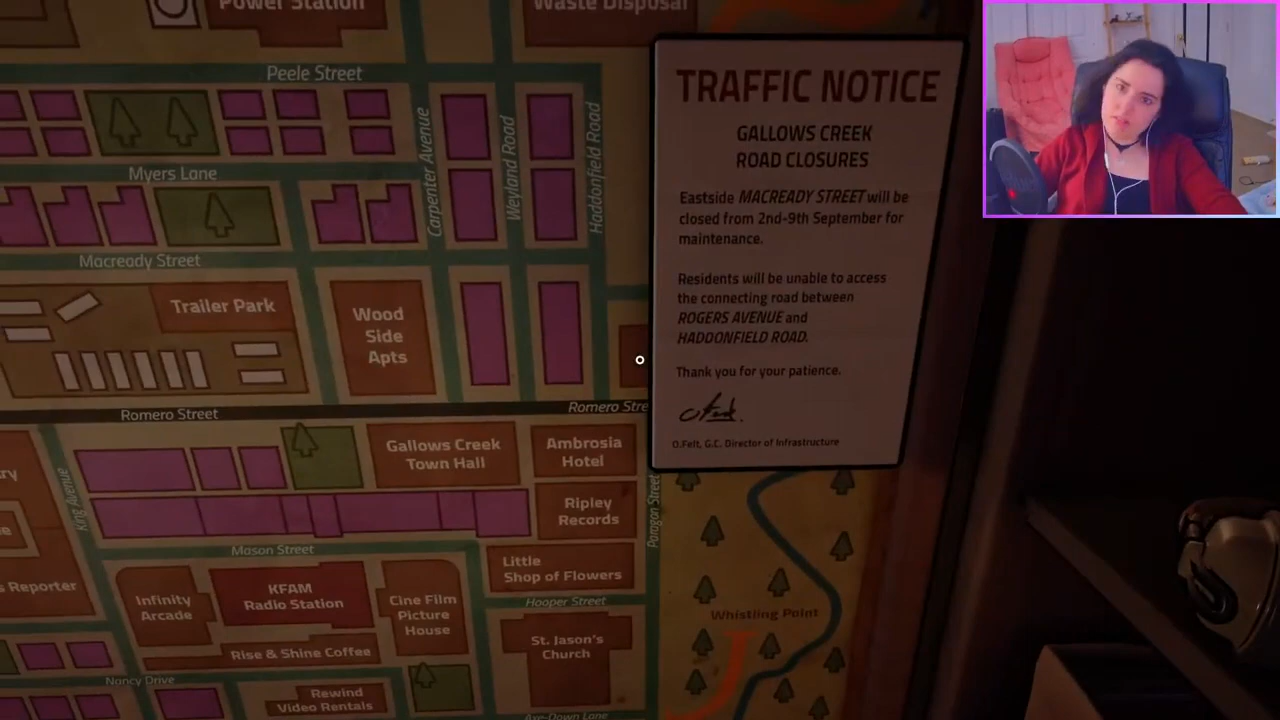 Power Station
Waste Disposal
Peele Street
Myers Lane
Carpenter Avenue
Weyland Road
Haddonfield Road
Macready Street
Trailer Park
Wood
Side
Apts
Romero Street
Romero Stre
TRAFFIC NOTICE
GALLOWS CREEK
ROAD CLOSURES
Eastside MACREADY STREET will be
closed from 2nd-9th September for
maintenance.
Residents will be unable to access
the connecting road between
ROGERS AVENUE and
HADDONFIELD ROAD.
Thank you for your patience.
O.Felt, G.C. Director of Infrastructure
Gallows Creek
Town Hall
Ambrosia
Hotel
King Avenue
Ripley
Records
Paragon Street
Mason Street
Little
Shop of Flowers
s Reporter
Infinity
Arcade
KFAM
Radio Station
Cine Film
Picture
House
Hooper Street
Whistling Point
St. Jason's
Church
Rise & Shine Coffee
Nancy Drive
Rewind
Video Rentals
Axe-Down Lane